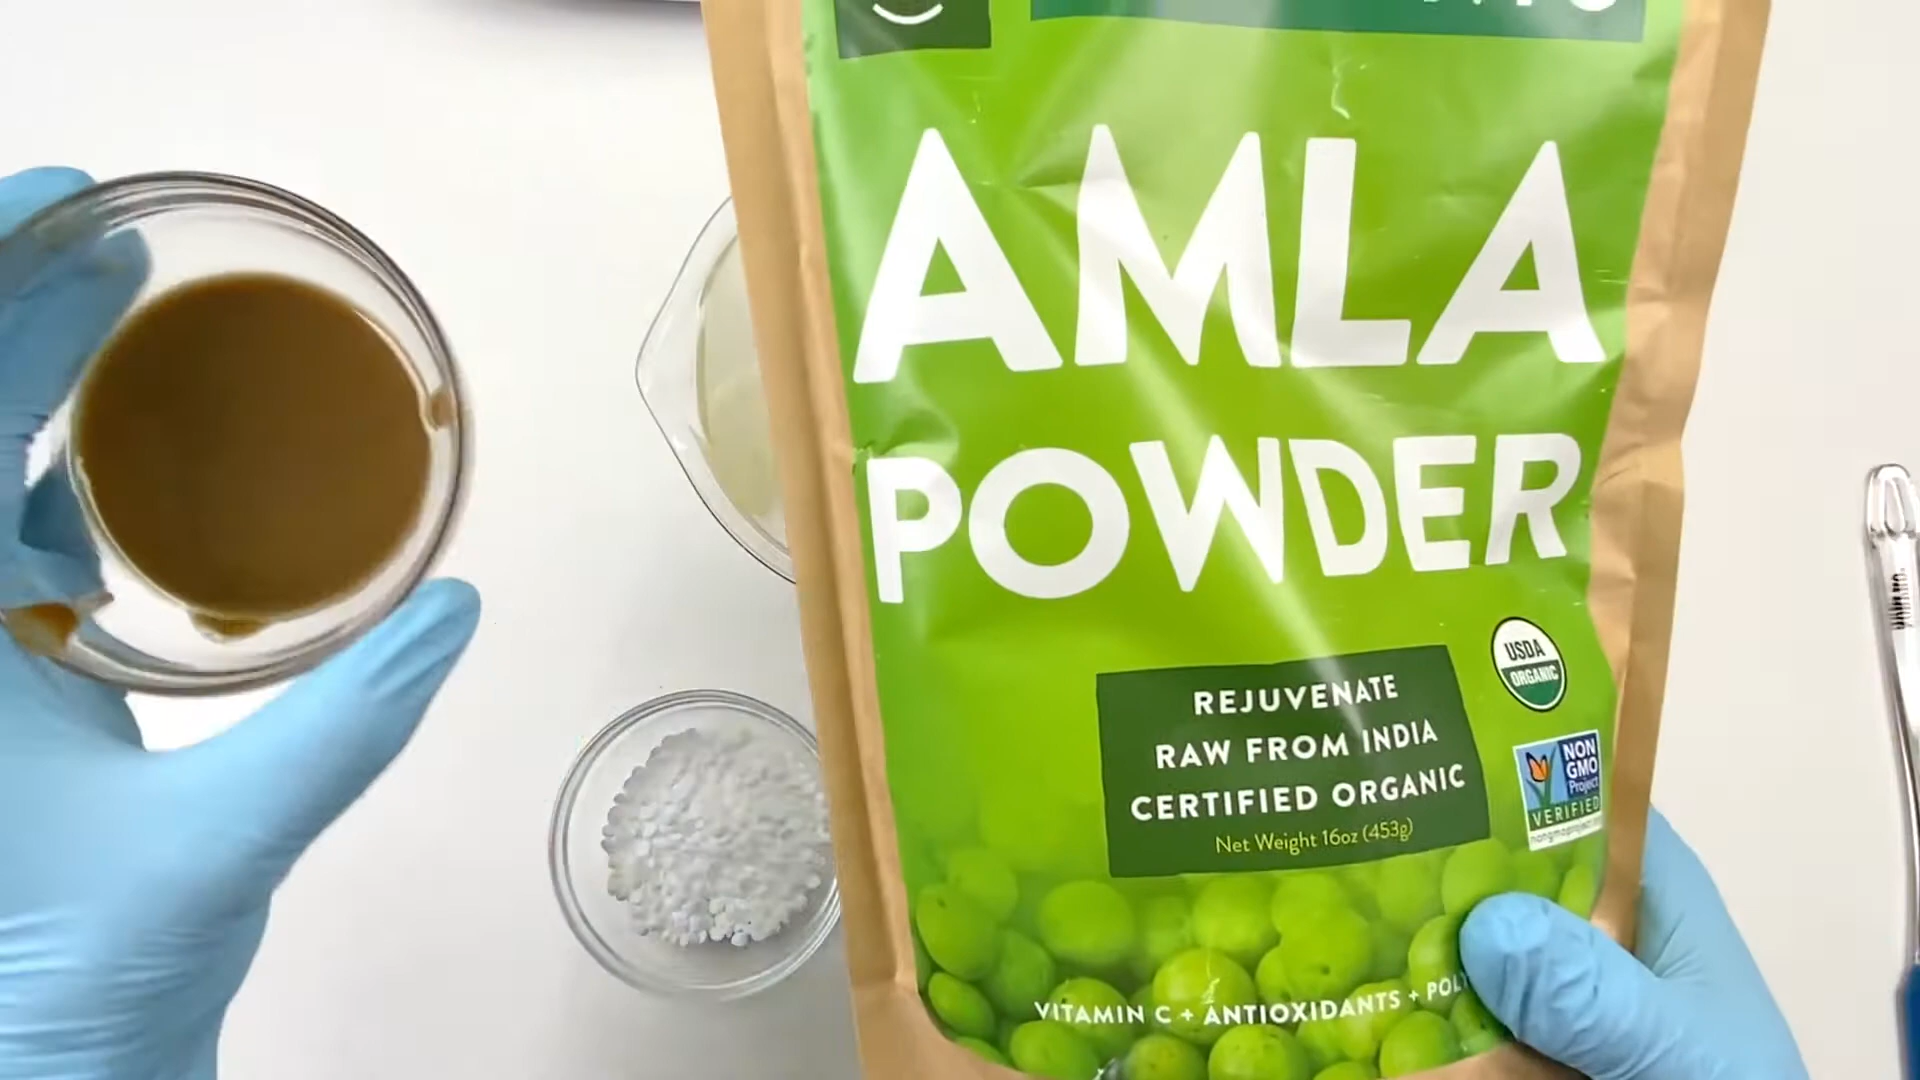 AMLA
POWDER
USDA
ORGANIC
REJUVENATE
RAW FROM INDIA
CERTIFIED ORGANIC
Net Weight 16oz (453g)
NON
GMO
Project
VERIFIED
VITAMIN C + ANTIOXIDANTS +